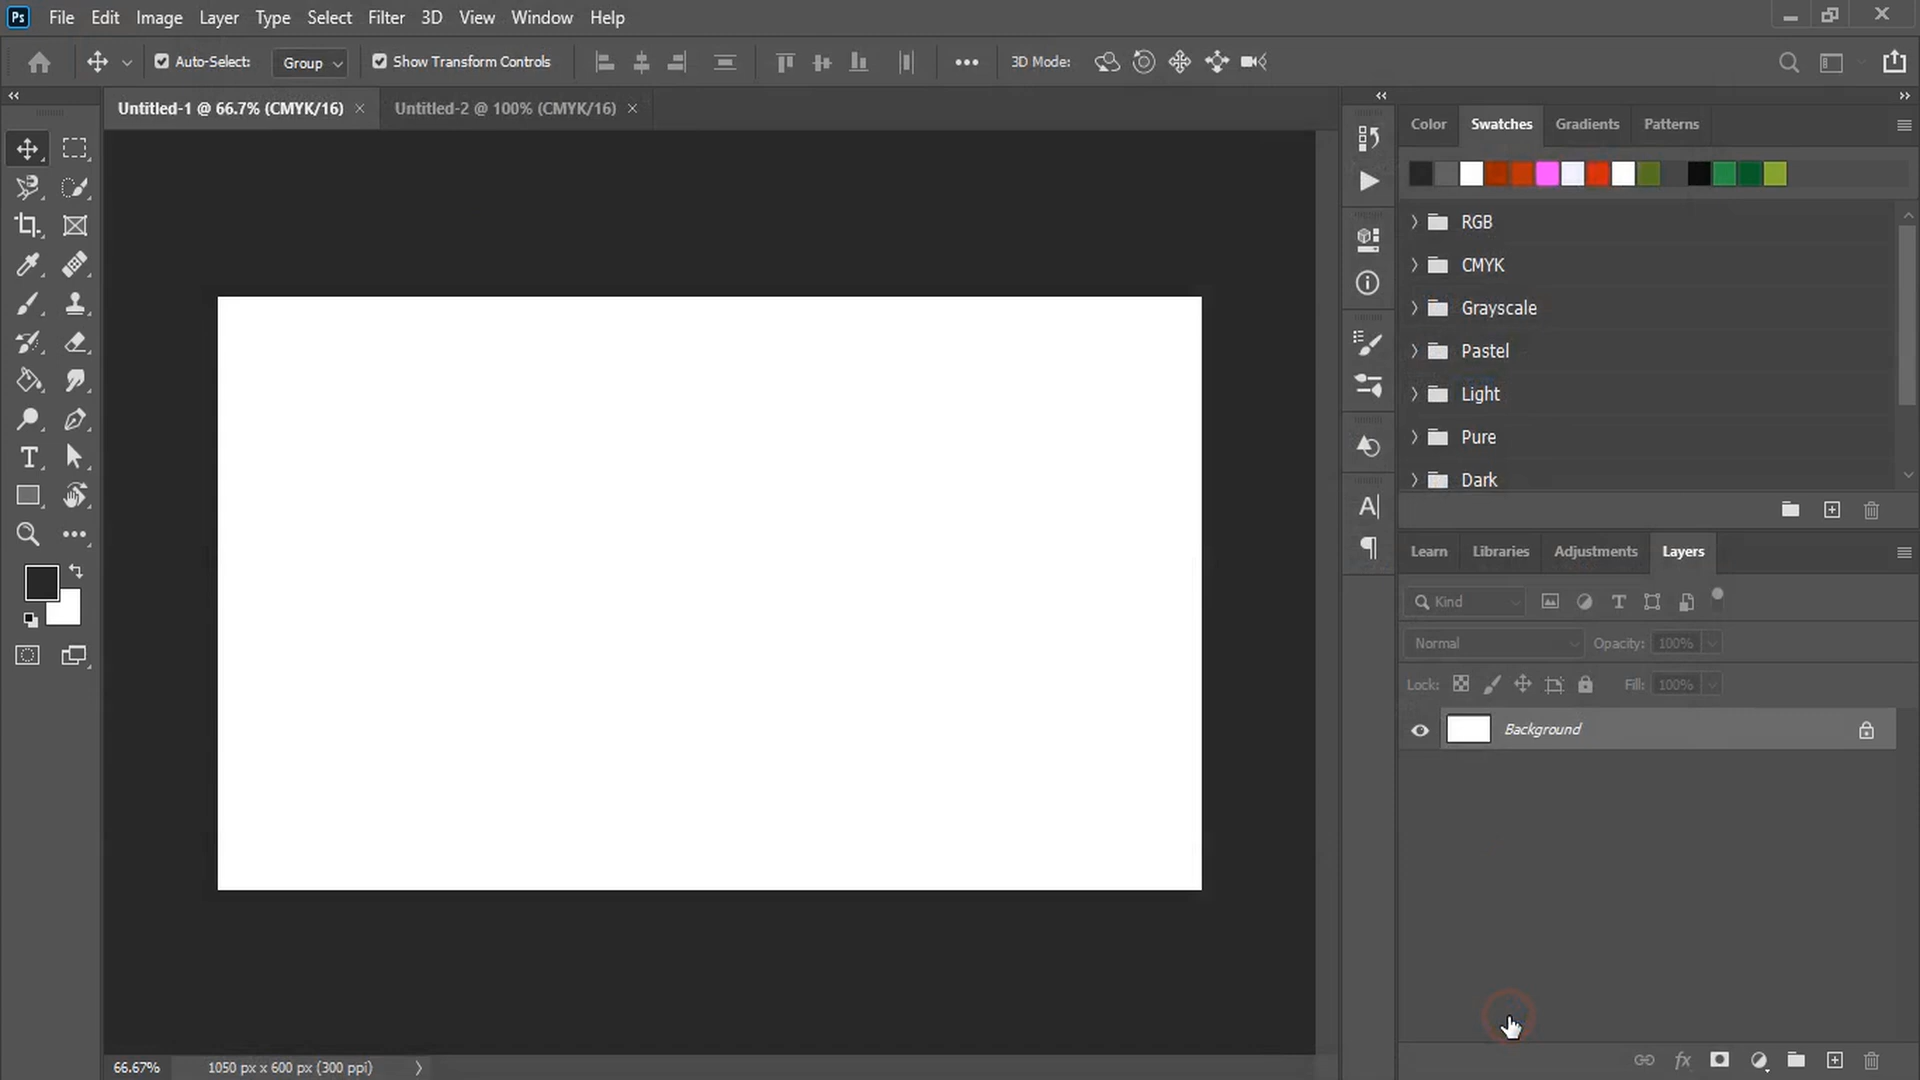 Ps File Edit Image Layer Type Select Filter 3D View Window Help
Auto-Select: Group Show Transform Controls 3D Mode:
Untitled-1 @ 66.7% (CMYK/16) × Untitled-2 @ 100% (CMYK/16) ×
Color Swatches Gradients Patterns
RGB
CMYK
Grayscale
Pastel
Light
Pure
Dark
Learn Libraries Adjustments Layers
Kind
Normal Opacity: 100%
Lock: Fill: 100%
Background
66.67% 1050 px x 600 px (300 ppi)